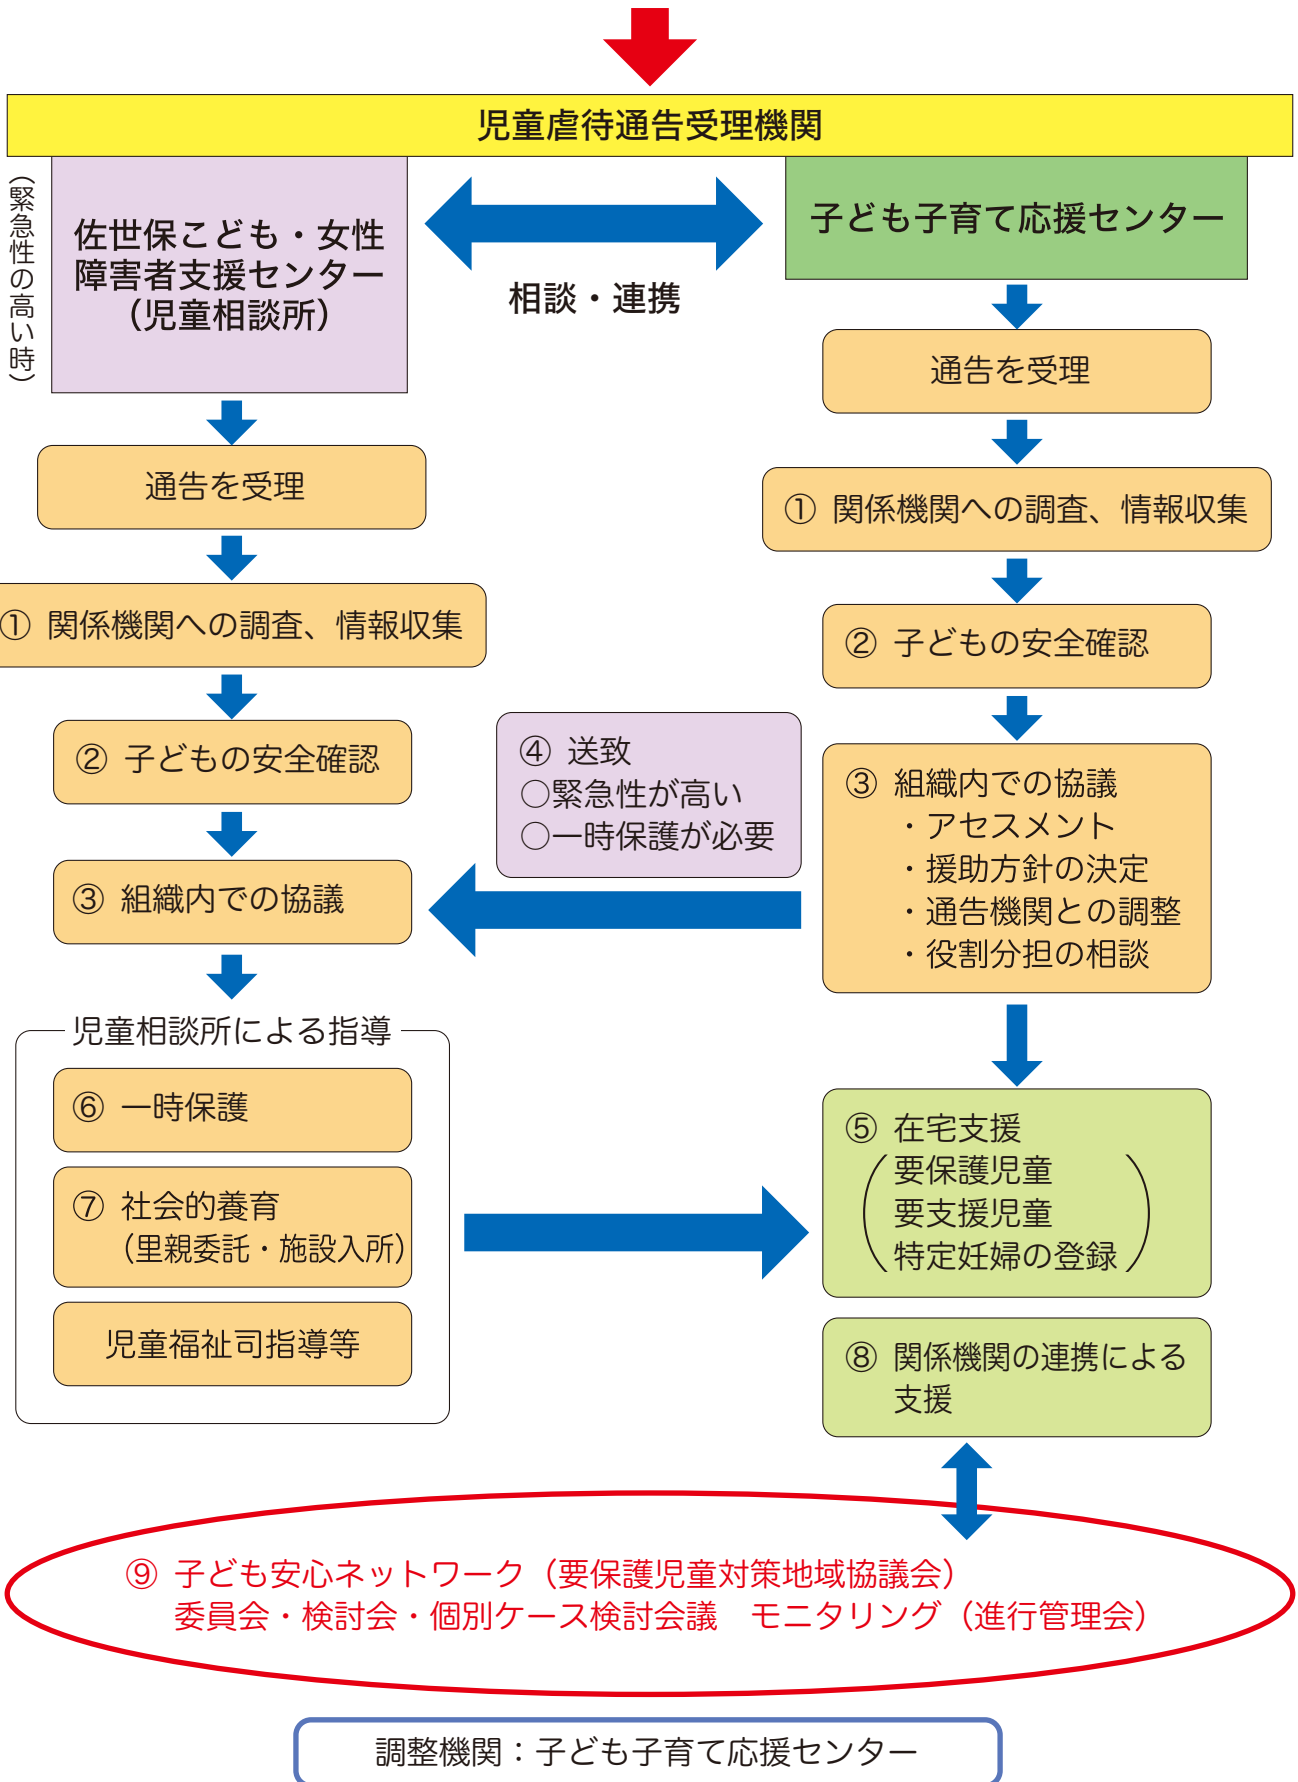 児童虐待通告受理機関
（緊急性の高い時）
佐世保こども・女性
障害者支援センター
（児童相談所）
相談・連携
子ども子育て応援センター
通告を受理
① 関係機関への調査、情報収集
② 子どもの安全確認
③ 組織内での協議
児童相談所による指導
⑥ 一時保護
⑦ 社会的養育
（里親委託・施設入所）
児童福祉司指導等
④ 送致
○緊急性が高い
○一時保護が必要
通告を受理
① 関係機関への調査、情報収集
② 子どもの安全確認
③ 組織内での協議
・アセスメント
・援助方針の決定
・通告機関との調整
・役割分担の相談
⑤ 在宅支援
（要保護児童
要支援児童
特定妊婦の登録）
⑧ 関係機関の連携による
支援
⑨ 子ども安心ネットワーク（要保護児童対策地域協議会）
委員会・検討会・個別ケース検討会議　モニタリング（進行管理会）
調整機関：子ども子育て応援センター